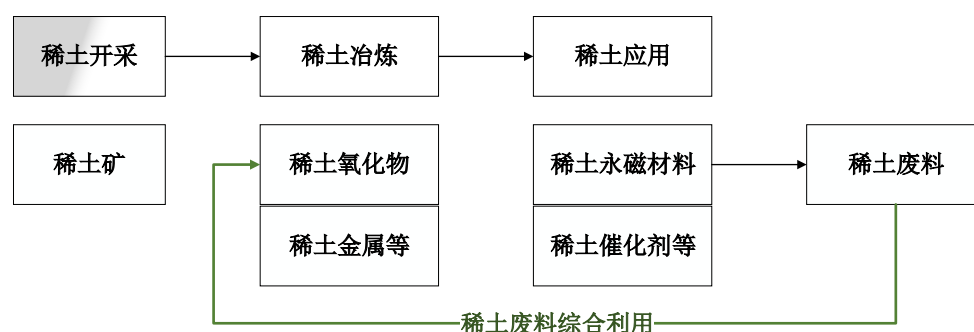 稀土开采
稀土冶炼
稀土应用
稀土矿
稀土氧化物
稀土永磁材料
稀土废料
稀土金属等
稀土催化剂等
稀土废料综合利用